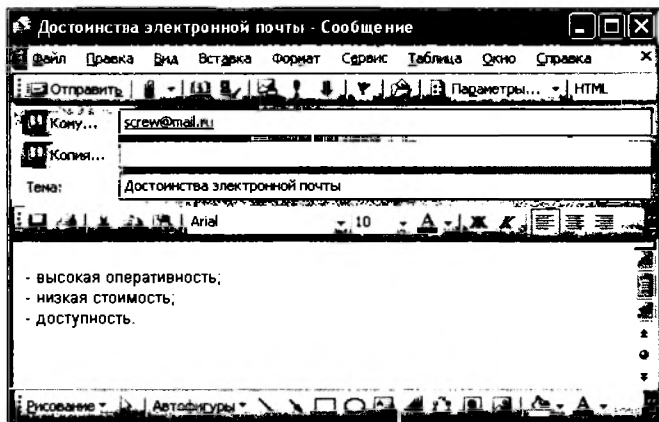 Достоинства электронной почты - Сообщение
Файл Правка Вид Вставка Формат Сервис Таблица Окно Справка
Отправить Параметры... HTML
Кому... screw@mail.ru
Копия...
Тема: Достоинства электронной почты
Arial 10 A Ж К
- высокая оперативность;
- низкая стоимость;
- доступность.
Рисование Автофигуры A